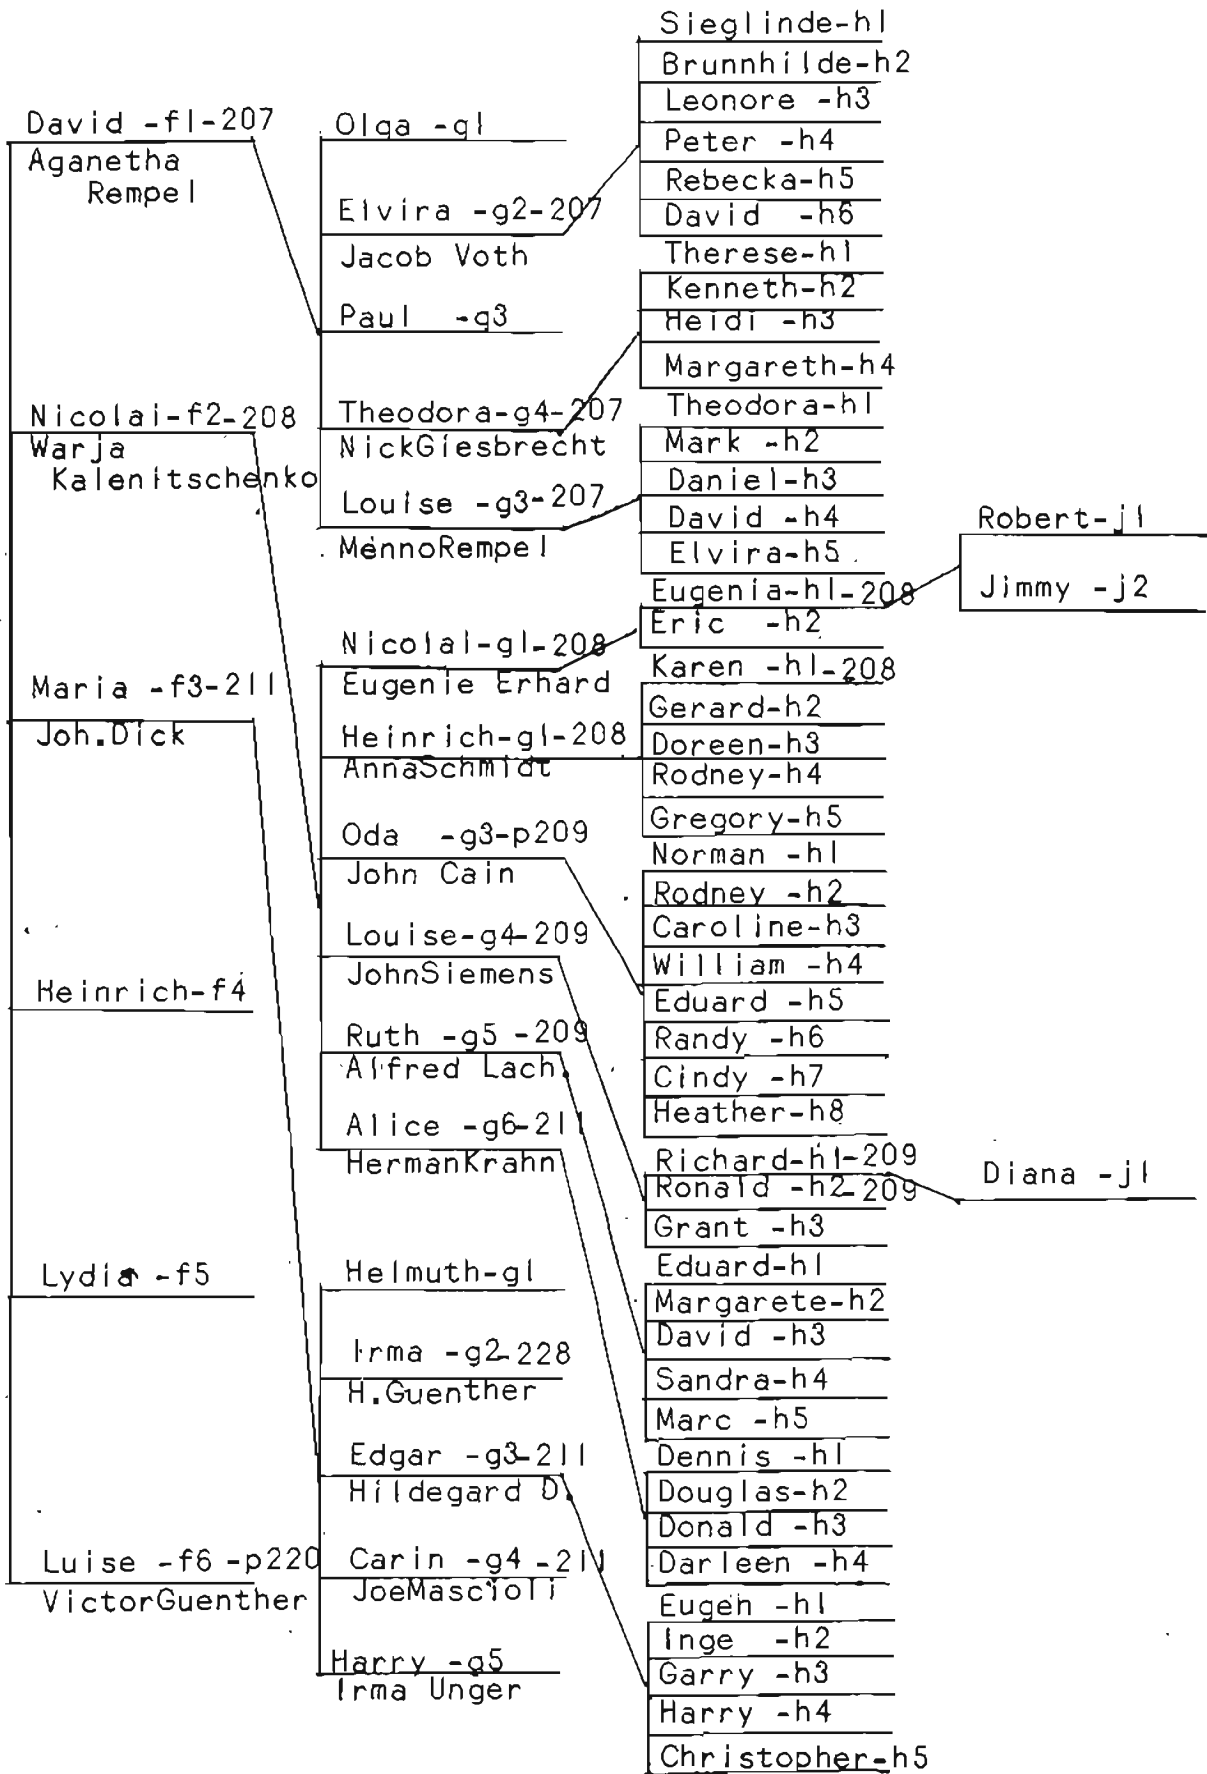 David -f1-207
Aganetha
Rempel
Nicolai-f2-208
Warja
Kalenitschenko
Maria -f3-211
Joh.Dick
Heinrich-f4
Lydia -f5
Luise -f6 -p220
VictorGuenther
Olga -g1
Elvira -g2-207
Jacob Voth
Paul -g3
Theodora-g4-207
NickGiesbrecht
Louise -g3-207
MennoRempel
Nicolai-g1-208
Eugenie Erhard
Heinrich-g1-208
AnnaSchmidt
Oda -g3-p209
John Cain
Louise-g4-209
JohnSiemens
Ruth -g5 -209
Alfred Lach
Alice -g6-211
HermanKrahn
Helmuth-g1
Irma -g2-228
H.Guenther
Edgar -g3-211
Hildegard D.
Carin -g4 -211
JoeMascioli
Harry -g5
Irma Unger
Sieglinde-h1
Brunnhilde-h2
Leonore -h3
Peter -h4
Rebecka-h5
David -h6
Therese-h1
Kenneth-h2
Heidi -h3
Margareth-h4
Theodora-h1
Mark -h2
Daniel-h3
David -h4
Elvira-h5
Eugenia-h1-208
Eric -h2
Karen -h1-208
Gerard-h2
Doreen-h3
Rodney-h4
Gregory-h5
Norman -h1
Rodney -h2
Caroline-h3
William -h4
Eduard -h5
Randy -h6
Cindy -h7
Heather-h8
Richard-h1-209
Ronald -h2-209
Grant -h3
Eduard-h1
Margarete-h2
David -h3
Sandra-h4
Marc -h5
Dennis -h1
Douglas-h2
Donald -h3
Darleen -h4
Eugen -h1
Inge -h2
Garry -h3
Harry -h4
Christopher-h5
Robert-j1
Jimmy -j2
Diana -j1